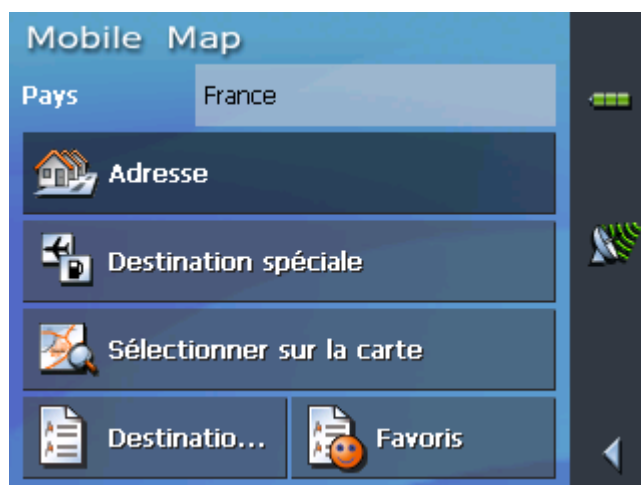 Mobile Map
Pays France
Adresse
Destination spéciale
Sélectionner sur la carte
Destinatio... Favoris